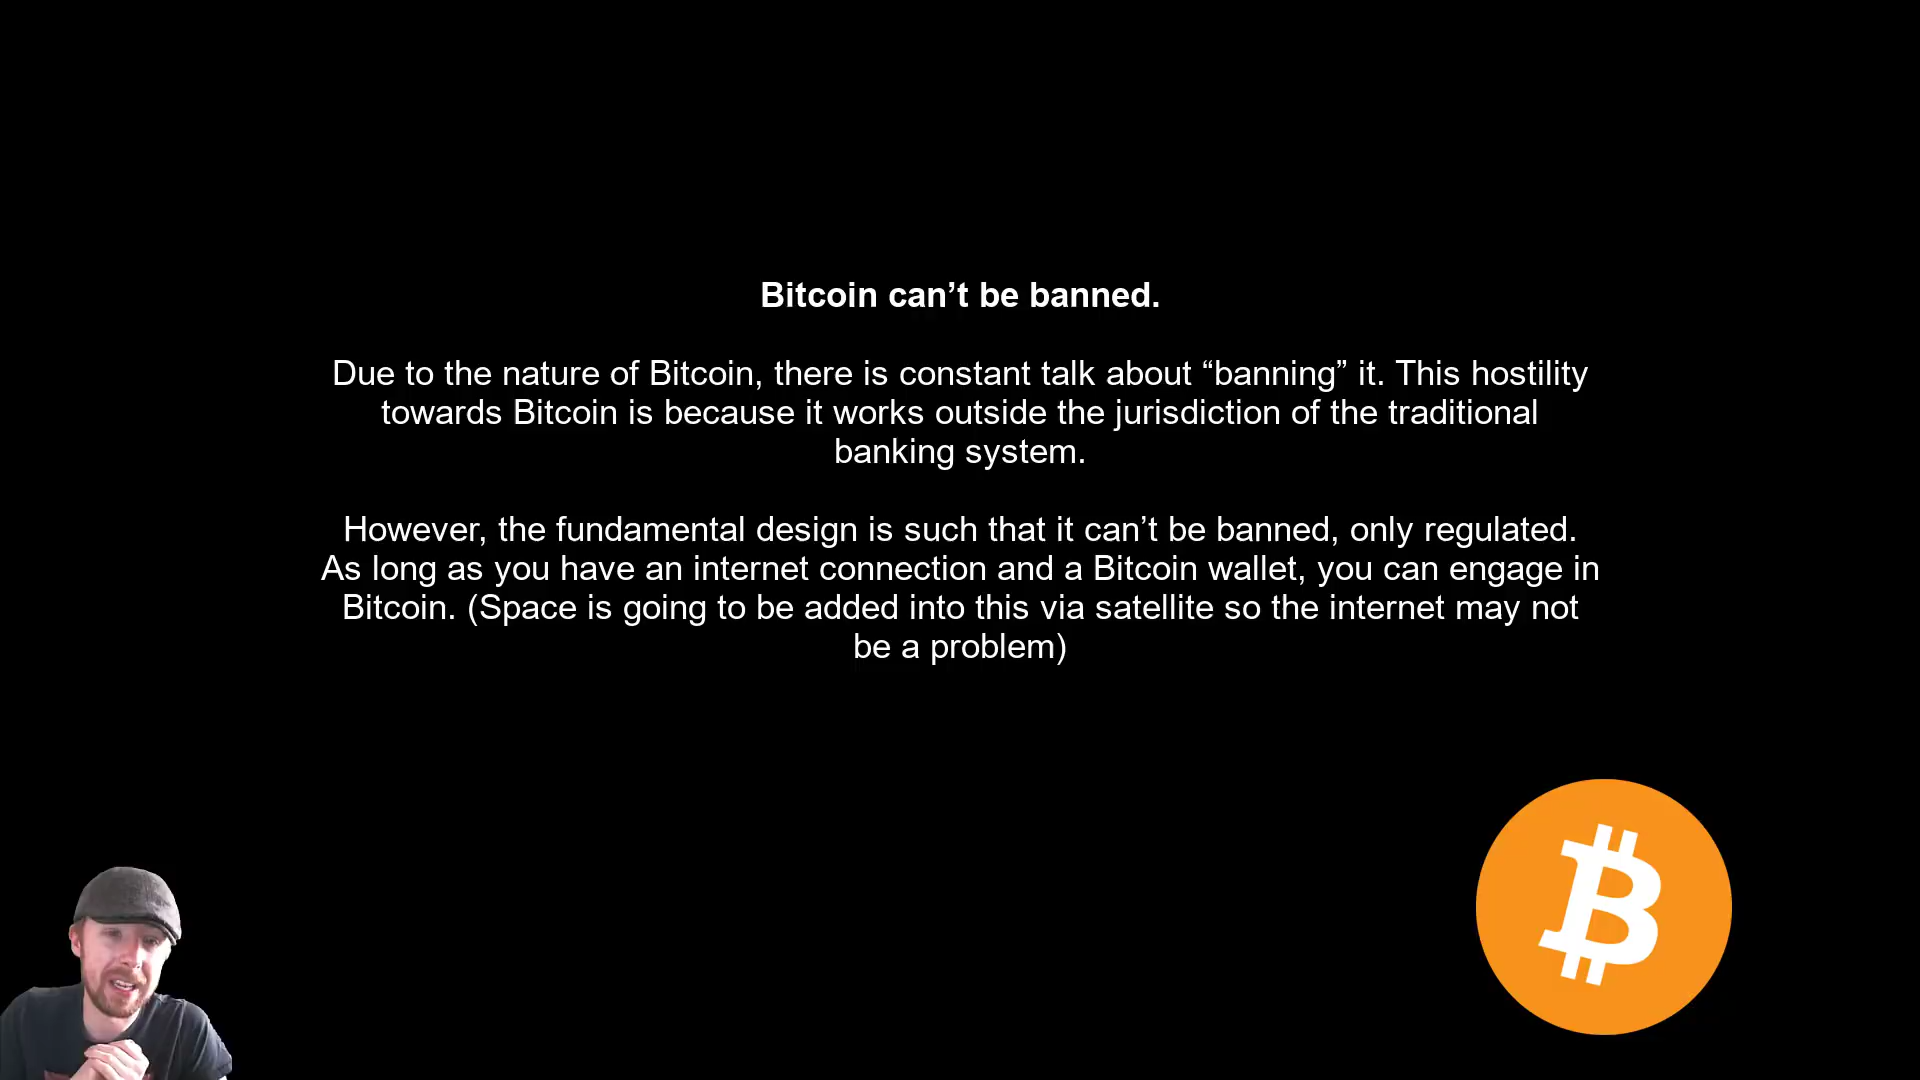 Bitcoin can’t be banned.
Due to the nature of Bitcoin, there is constant talk about “banning” it. This hostility
towards Bitcoin is because it works outside the jurisdiction of the traditional
banking system.
However, the fundamental design is such that it can’t be banned, only regulated.
As long as you have an internet connection and a Bitcoin wallet, you can engage in
Bitcoin. (Space is going to be added into this via satellite so the internet may not
be a problem)